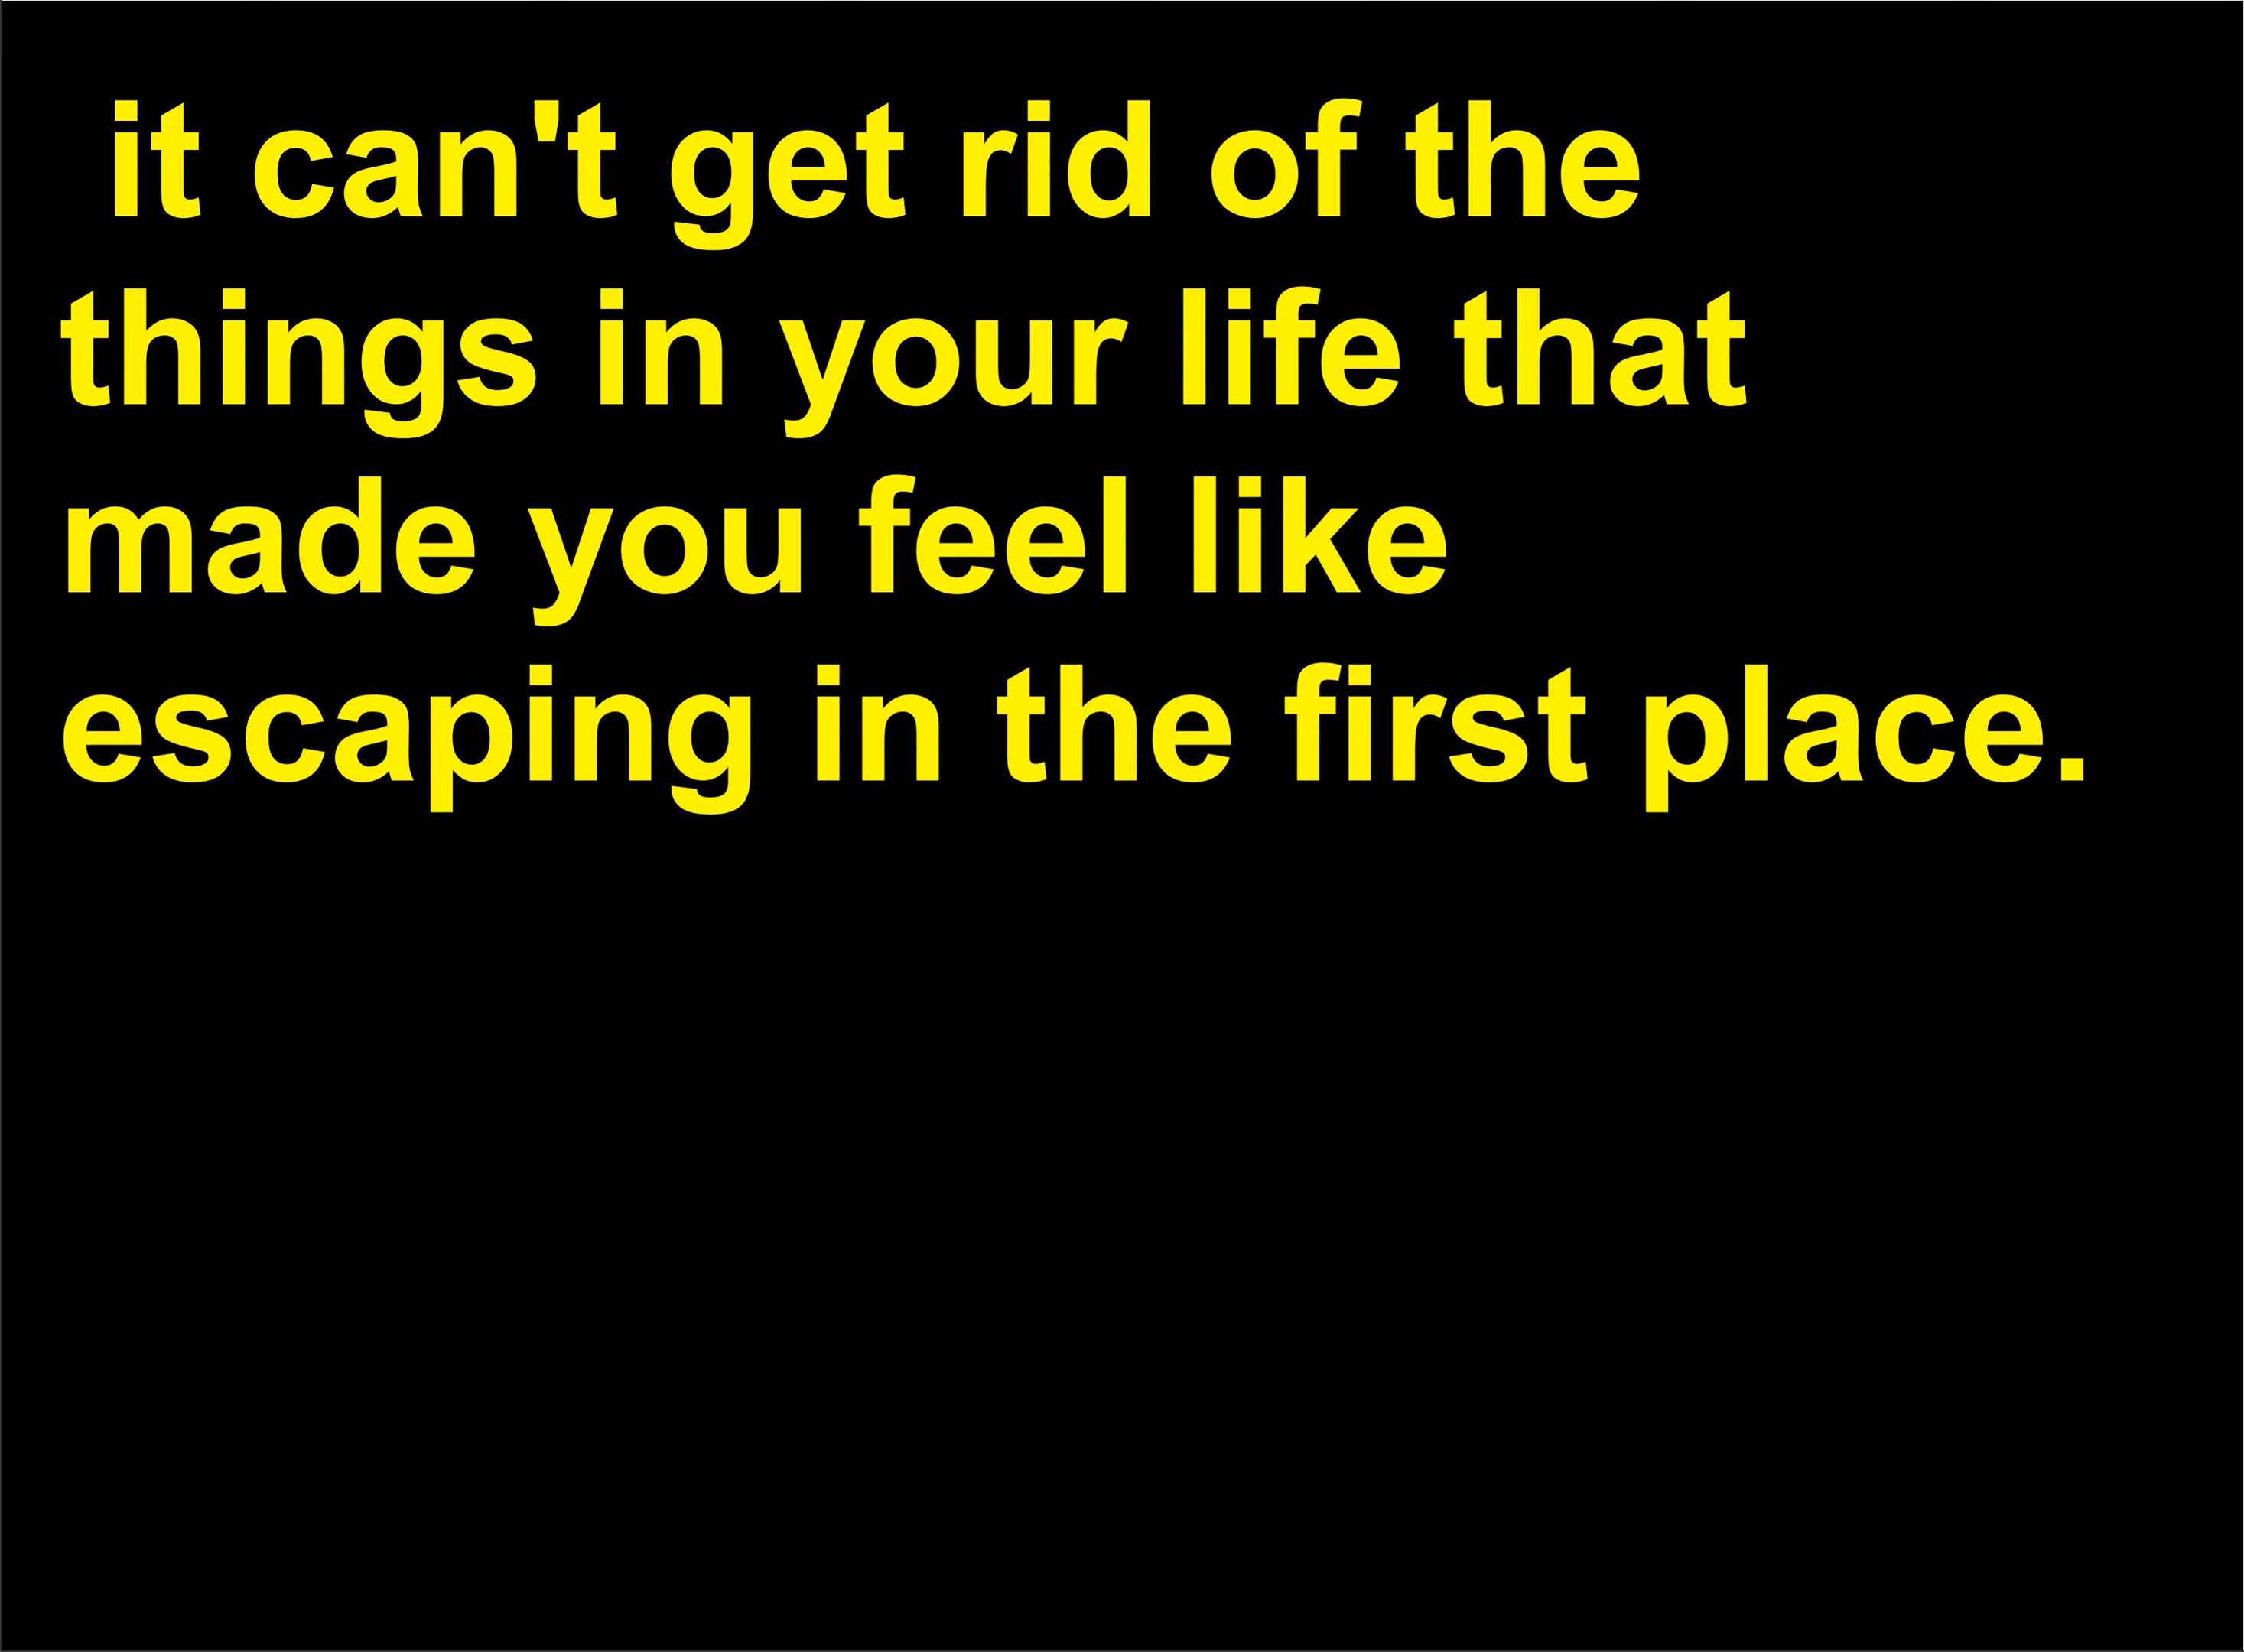 it can't get rid of the
things in your life that
made you feel like
escaping in the first place.